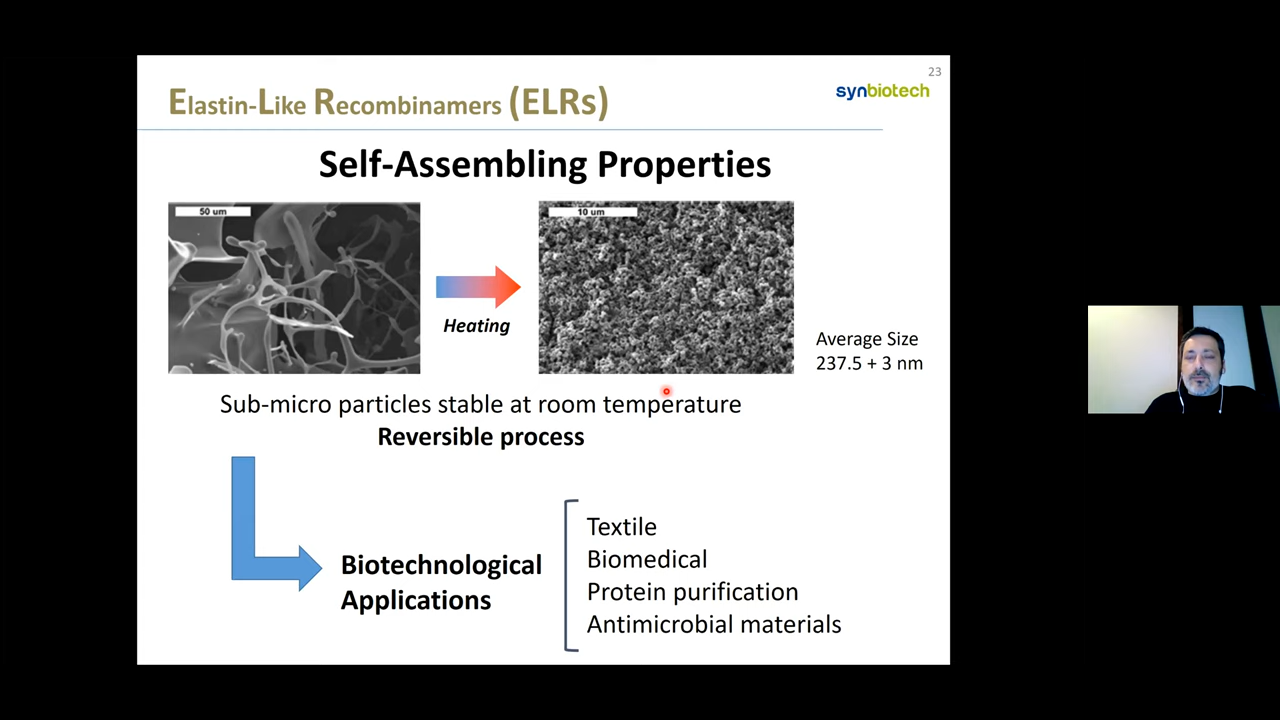 23
Elastin-Like Recombinamers (ELRs)
synbiotech
Self-Assembling Properties
50 um
10 um
Heating
Average Size
237.5 + 3 nm
Sub-micro particles stable at room temperature
Reversible process
Biotechnological
Applications
Textile
Biomedical
Protein purification
Antimicrobial materials